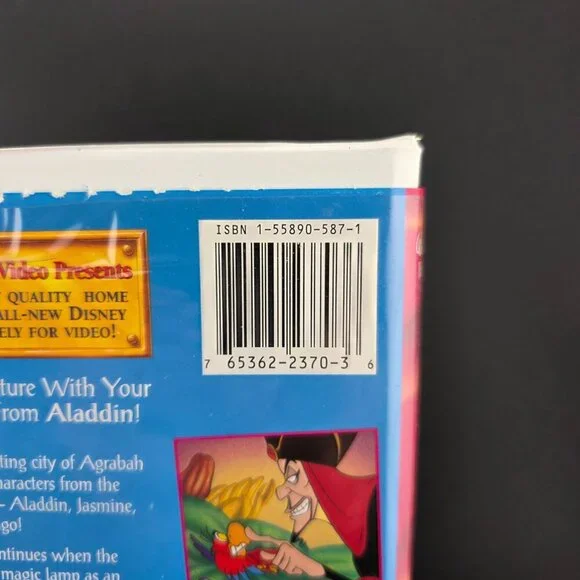 ISBN 1-55890-587-1
7 65362-2370-3 6
Video Presents
QUALITY HOME
ALL-NEW DISNEY
ELY FOR VIDEO!
ture With Your
rom Aladdin!
ting city of Agrabah
haracters from the
- Aladdin, Jasmine,
go!
ontinues when the
magic lamp as an